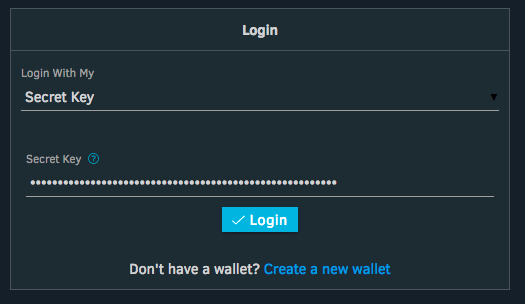 Login
Login With My
Secret Key
Secret Key ?
••••••••••••••••••••••••••••••••••••••••••••••••••••••••
Login
Don't have a wallet? Create a new wallet